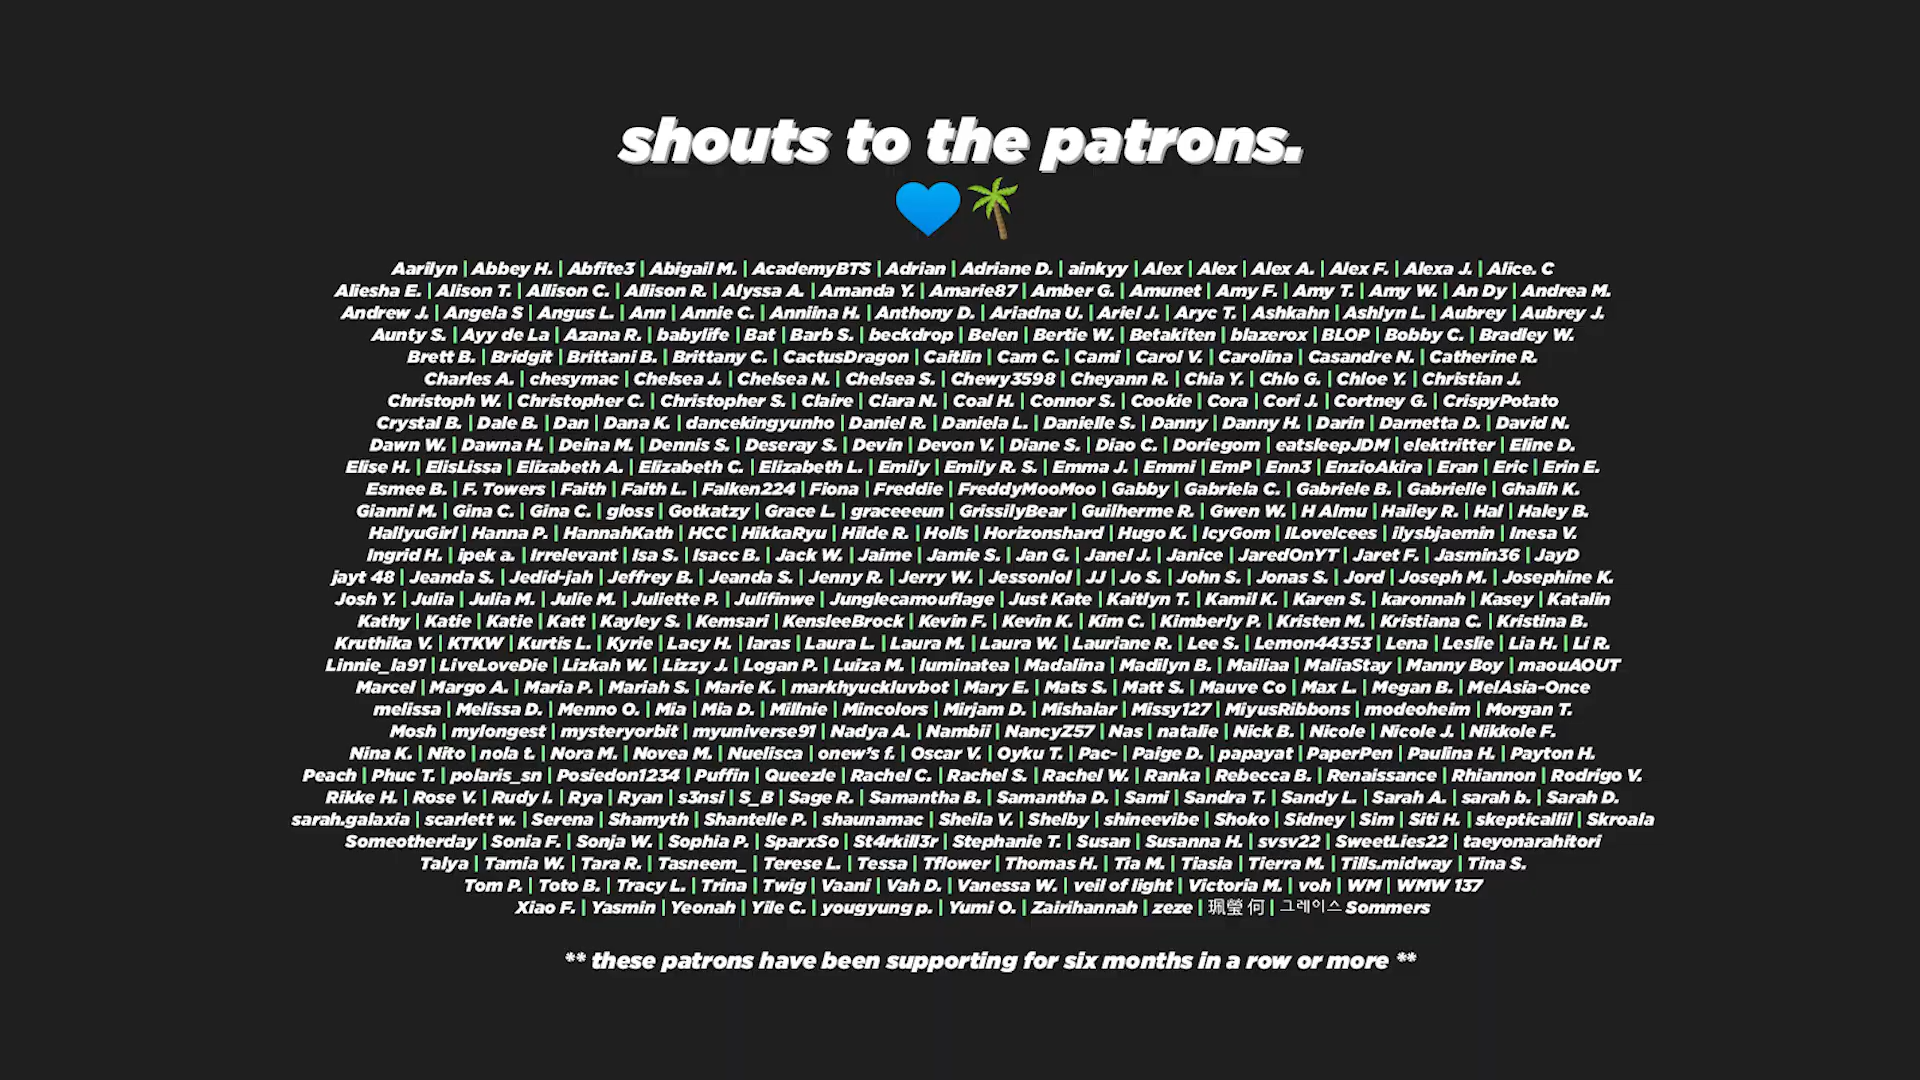 shouts to the patrons.
💙🌴
Aarilyn | Abbey H. | Abfite3 | Abigail M. | AcademyBTS | Adrian | Adriane D. | ainkyy | Alex | Alex | Alex A. | Alex F. | Alexa J. | Alice. C
Aliesha E. | Alison T. | Allison C. | Allison R. | Alyssa A. | Amanda Y. | Amarie87 | Amber G. | Amunet | Amy F. | Amy T. | Amy W. | An Dy | Andrea M.
Andrew J. | Angela S | Angus L. | Ann | Annie C. | Anniina H. | Anthony D. | Ariadna U. | Ariel J. | Aryc T. | Ashkahn | Ashlyn L. | Aubrey | Aubrey J.
Aunty S. | Ayy de La | Azana R. | babylife | Bat | Barb S. | beckdrop | Belen | Bertie W. | Betakiten | blazerox | BLOP | Bobby C. | Bradley W.
Brett B. | Bridgit | Brittani B. | Brittany C. | CactusDragon | Caitlin | Cam C. | Cami | Carol V. | Carolina | Casandre N. | Catherine R.
Charles A. | chesymac | Chelsea J. | Chelsea N. | Chelsea S. | Chewy3598 | Cheyann R. | Chia Y. | Chlo G. | Chloe Y. | Christian J.
Christoph W. | Christopher C. | Christopher S. | Claire | Clara N. | Coal H. | Connor S. | Cookie | Cora | Cori J. | Cortney G. | CrispyPotato
Crystal B. | Dale B. | Dan | Dana K. | dancekingyunho | Daniel R. | Daniela L. | Danielle S. | Danny | Danny H. | Darin | Darnetta D. | David N.
Dawn W. | Dawna H. | Deina M. | Dennis S. | Deseray S. | Devin | Devon V. | Diane S. | Diao C. | Doriegom | eatsleepJDM | elektritter | Eline D.
Elise H. | ElisLissa | Elizabeth A. | Elizabeth C. | Elizabeth L. | Emily | Emily R. S. | Emma J. | Emmi | EmP | Enn3 | EnzioAkira | Eran | Eric | Erin E.
Esmee B. | F. Towers | Faith | Faith L. | Falken224 | Fiona | Freddie | FreddyMooMoo | Gabby | Gabriela C. | Gabriele B. | Gabrielle | Ghalih K.
Gianni M. | Gina C. | Gina C. | gloss | Gotkatzy | Grace L. | graceeeun | GrissilyBear | Guilherme R. | Gwen W. | H Almu | Hailey R. | Hal | Haley B.
HallyuGirl | Hanna P. | HannahKath | HCC | HikkaRyu | Hilde R. | Holls | Horizonshard | Hugo K. | IcyGom | ILoveIcees | ilysbjaemin | Inesa V.
Ingrid H. | ipek a. | Irrelevant | Isa S. | Isacc B. | Jack W. | Jaime | Jamie S. | Jan G. | Janel J. | Janice | JaredOnYT | Jaret F. | Jasmin36 | JayD
jayt 48 | Jeanda S. | Jedid-jah | Jeffrey B. | Jeanda S. | Jenny R. | Jerry W. | Jessonlol | JJ | Jo S. | John S. | Jonas S. | Jord | Joseph M. | Josephine K.
Josh Y. | Julia | Julia M. | Julie M. | Juliette P. | Julifinwe | Junglecamouflage | Just Kate | Kaitlyn T. | Kamil K. | Karen S. | karonnah | Kasey | Katalin
Kathy | Katie | Katie | Katt | Kayley S. | Kemsari | KensleeBrock | Kevin F. | Kevin K. | Kim C. | Kimberly P. | Kristen M. | Kristiana C. | Kristina B.
Kruthika V. | KTKW | Kurtis L. | Kyrie | Lacy H. | laras | Laura L. | Laura M. | Laura W. | Lauriane R. | Lee S. | Lemon44353 | Lena | Leslie | Lia H. | Li R.
Linnie_la91 | LiveLoveDie | Lizkah W. | Lizzy J. | Logan P. | Luiza M. | luminatea | Madalina | Madilyn B. | Mailiaa | MaliaStay | Manny Boy | maouAOUT
Marcel | Margo A. | Maria P. | Mariah S. | Marie K. | markhyuckluvbot | Mary E. | Mats S. | Matt S. | Mauve Co | Max L. | Megan B. | MelAsia-Once
melissa | Melissa D. | Menno O. | Mia | Mia D. | Millnie | Mincolors | Mirjam D. | Mishalar | Missy127 | MiyusRibbons | modeoheim | Morgan T.
Mosh | mylongest | mysteryorbit | myuniverse91 | Nadya A. | Nambii | NancyZ57 | Nas | natalie | Nick B. | Nicole | Nicole J. | Nikkole F.
Nina K. | Nito | nola t. | Nora M. | Novea M. | Nuelisca | onew's f. | Oscar V. | Oyku T. | Pac- | Paige D. | papayat | PaperPen | Paulina H. | Payton H.
Peach | Phuc T. | polaris_sn | Posiedon1234 | Puffin | Queezle | Rachel C. | Rachel S. | Rachel W. | Ranka | Rebecca B. | Renaissance | Rhiannon | Rodrigo V.
Rikke H. | Rose V. | Rudy I. | Rya | Ryan | s3nsi | S_B | Sage R. | Samantha B. | Samantha D. | Sami | Sandra T. | Sandy L. | Sarah A. | sarah b. | Sarah D.
sarah.galaxia | scarlett w. | Serena | Shamyth | Shantelle P. | shaunamac | Sheila V. | Shelby | shineevibe | Shoko | Sidney | Sim | Siti H. | skepticallil | Skroala
Someotherday | Sonia F. | Sonja W. | Sophia P. | SparxSo | St4rkill3r | Stephanie T. | Susan | Susanna H. | svsv22 | SweetLies22 | taeyonarahitori
Talya | Tamia W. | Tara R. | Tasneem_ | Terese L. | Tessa | Tflower | Thomas H. | Tia M. | Tiasia | Tierra M. | Tills.midway | Tina S.
Tom P. | Toto B. | Tracy L. | Trina | Twig | Vaani | Vah D. | Vanessa W. | veil of light | Victoria M. | voh | WM | WMW 137
Xiao F. | Yasmin | Yeonah | Yile C. | yougyung p. | Yumi O. | Zairihannah | zeze | 珮瑩 何 | 그레이스 Sommers
** these patrons have been supporting for six months in a row or more **